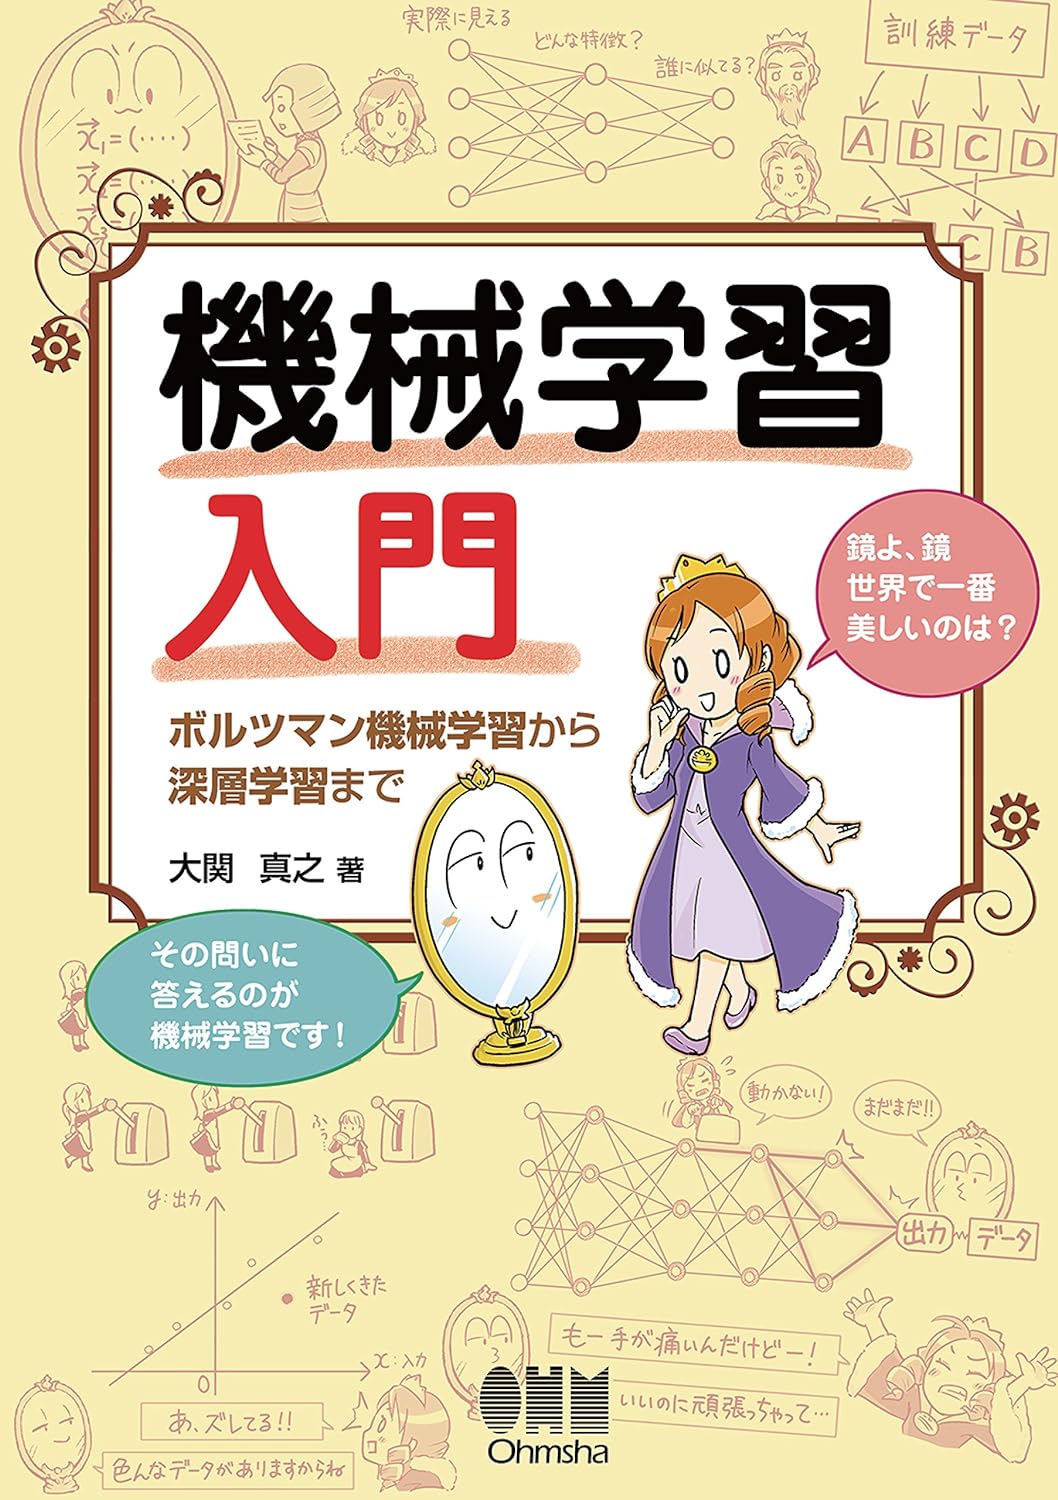 実際に見える
どんな特徴?
誰に似てる?
訓練データ
A B C D
C B
x₁=(····)
機械学習
入門
鏡よ、鏡
世界で一番
美しいのは？
ボルツマン機械学習から
深層学習まで
大関 真之 著
その問いに
答えるのが
機械学習です！
ふぅ…
動かない!
まだまだ!!
出力
データ
y:出力
新しくきた
データ
x:入力
0
もー手が痛いんだけどー!
いいのに頑張っちゃって…
あ、ズレてる!!
色んなデータがありますからね
OHM
Ohmsha